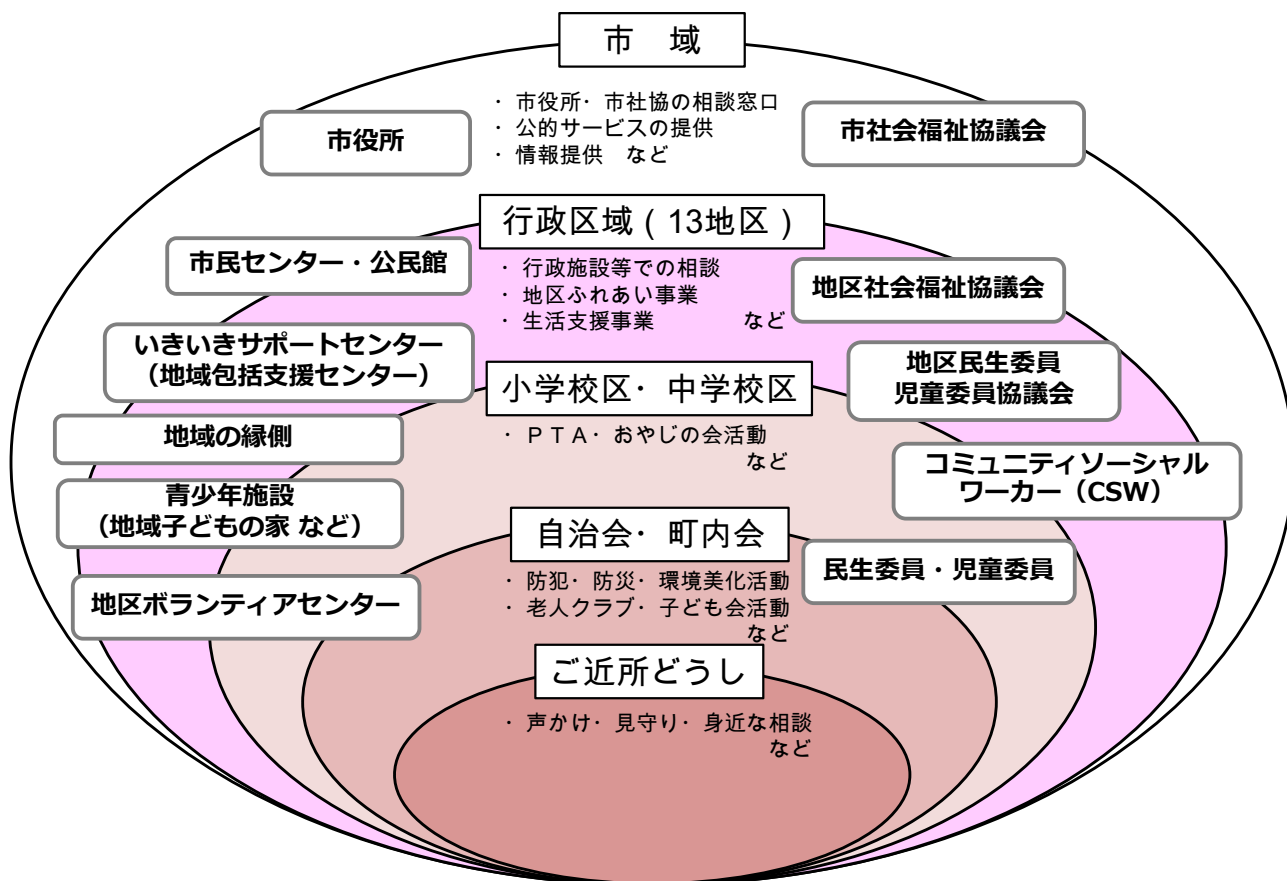 市　域
・ 市役所・ 市社協の相談窓口
・ 公的サービスの提供
・ 情報提供　など
市役所
市社会福祉協議会
行政区域 ( 13地区 )
・ 行政施設等での相談
・ 地区ふれあい事業
・ 生活支援事業　　　　など
市民センター・公民館
地区社会福祉協議会
いきいきサポートセンター
（地域包括支援センター）
地区民生委員
児童委員協議会
小学校区・ 中学校区
・ ＰＴＡ・ おやじの会活動
など
地域の縁側
コミュニティソーシャル
ワーカー（CSW）
青少年施設
（地域子どもの家 など）
自治会・ 町内会
・ 防犯・ 防災・ 環境美化活動
・ 老人クラブ・ 子ども会活動
など
民生委員・児童委員
地区ボランティアセンター
ご近所どうし
・ 声かけ・ 見守り・ 身近な相談
など